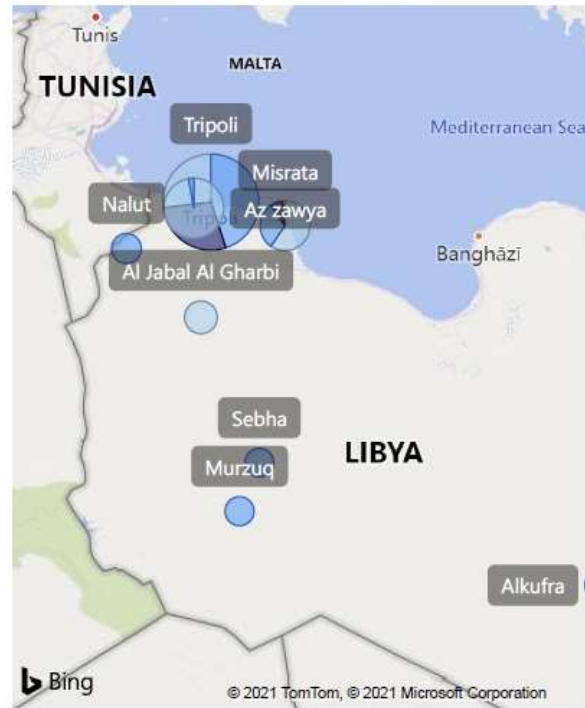 Tunis
TUNISIA
MALTA
Tripoli
Mediterranean Sea
Misrata
Nalut
Az zawya
Tripoli
Banghāzī
Al Jabal Al Gharbi
Sebha
LIBYA
Murzuq
Alkufra
Bing
© 2021 TomTom, © 2021 Microsoft Corporation